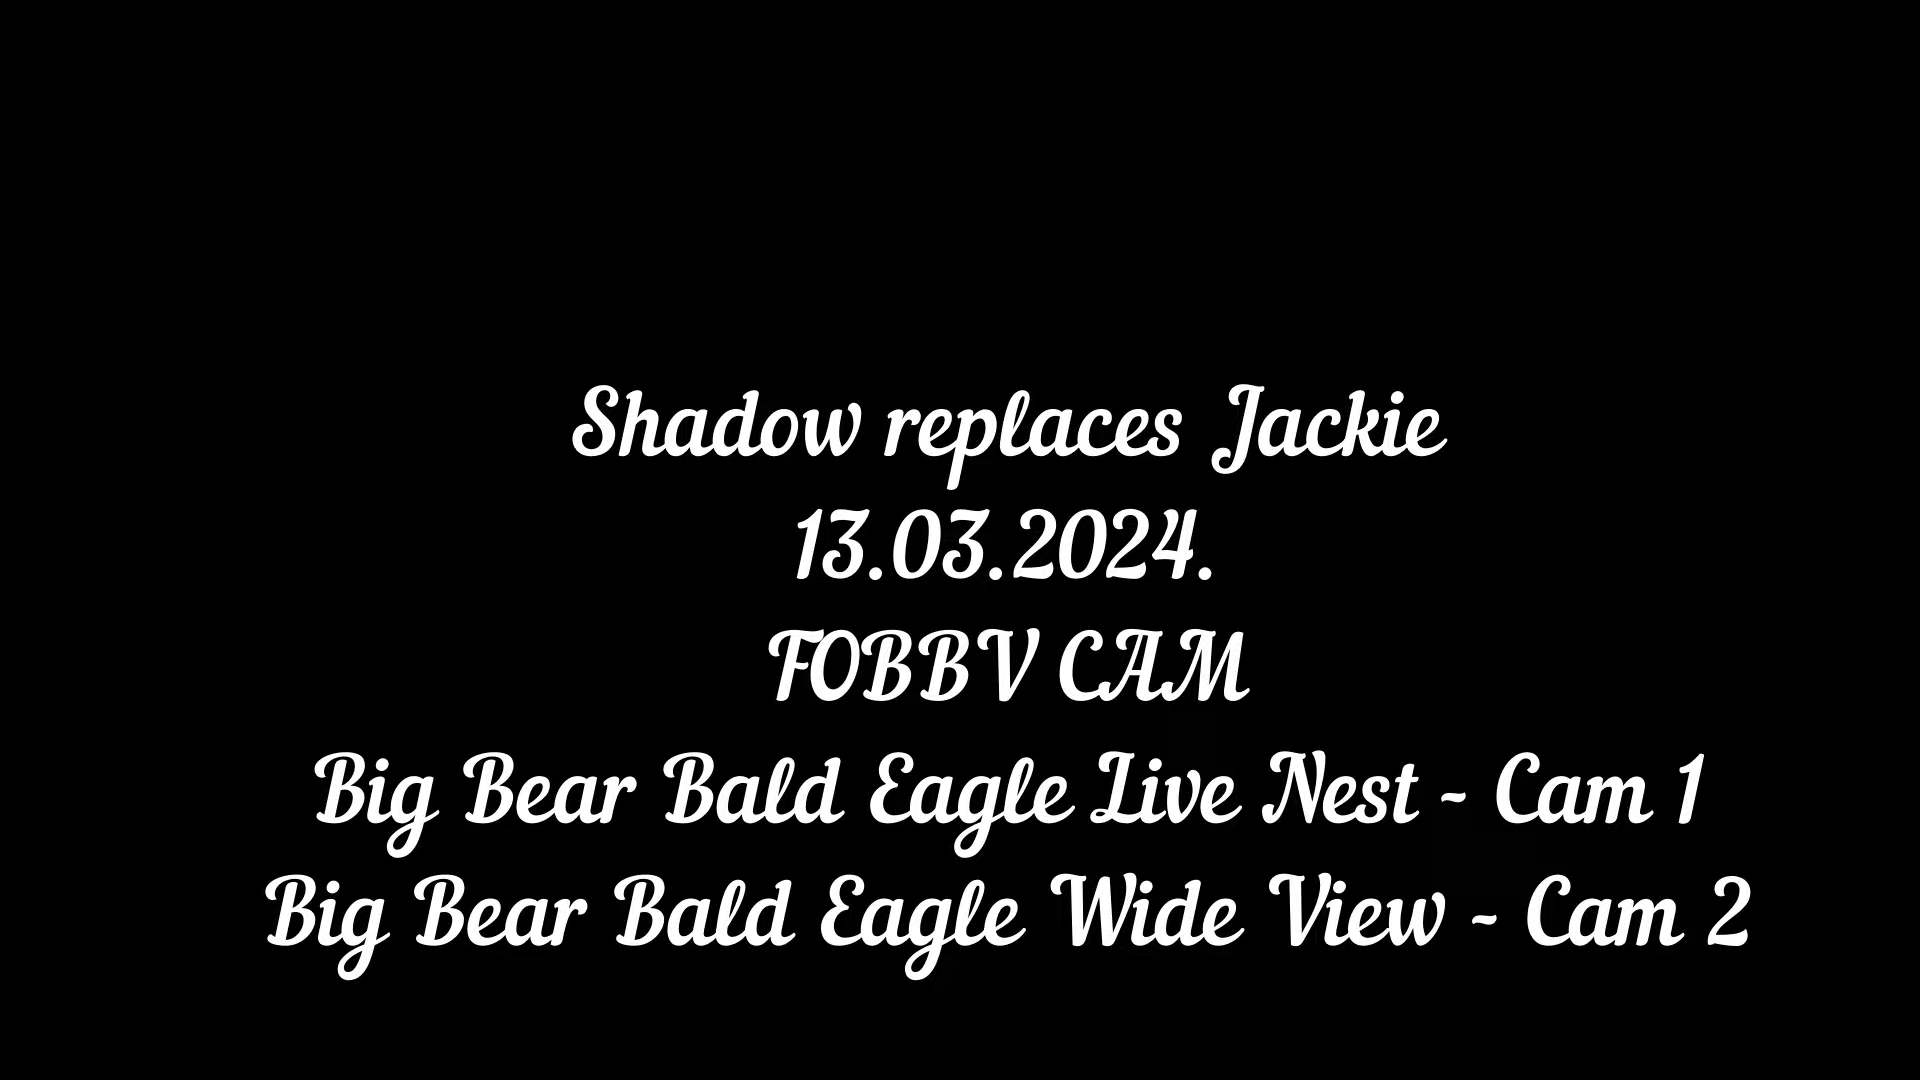 Shadow replaces Jackie
13.03.2024.
FOBBV CAM
Big Bear Bald Eagle Live Nest - Cam 1
Big Bear Bald Eagle Wide View - Cam 2